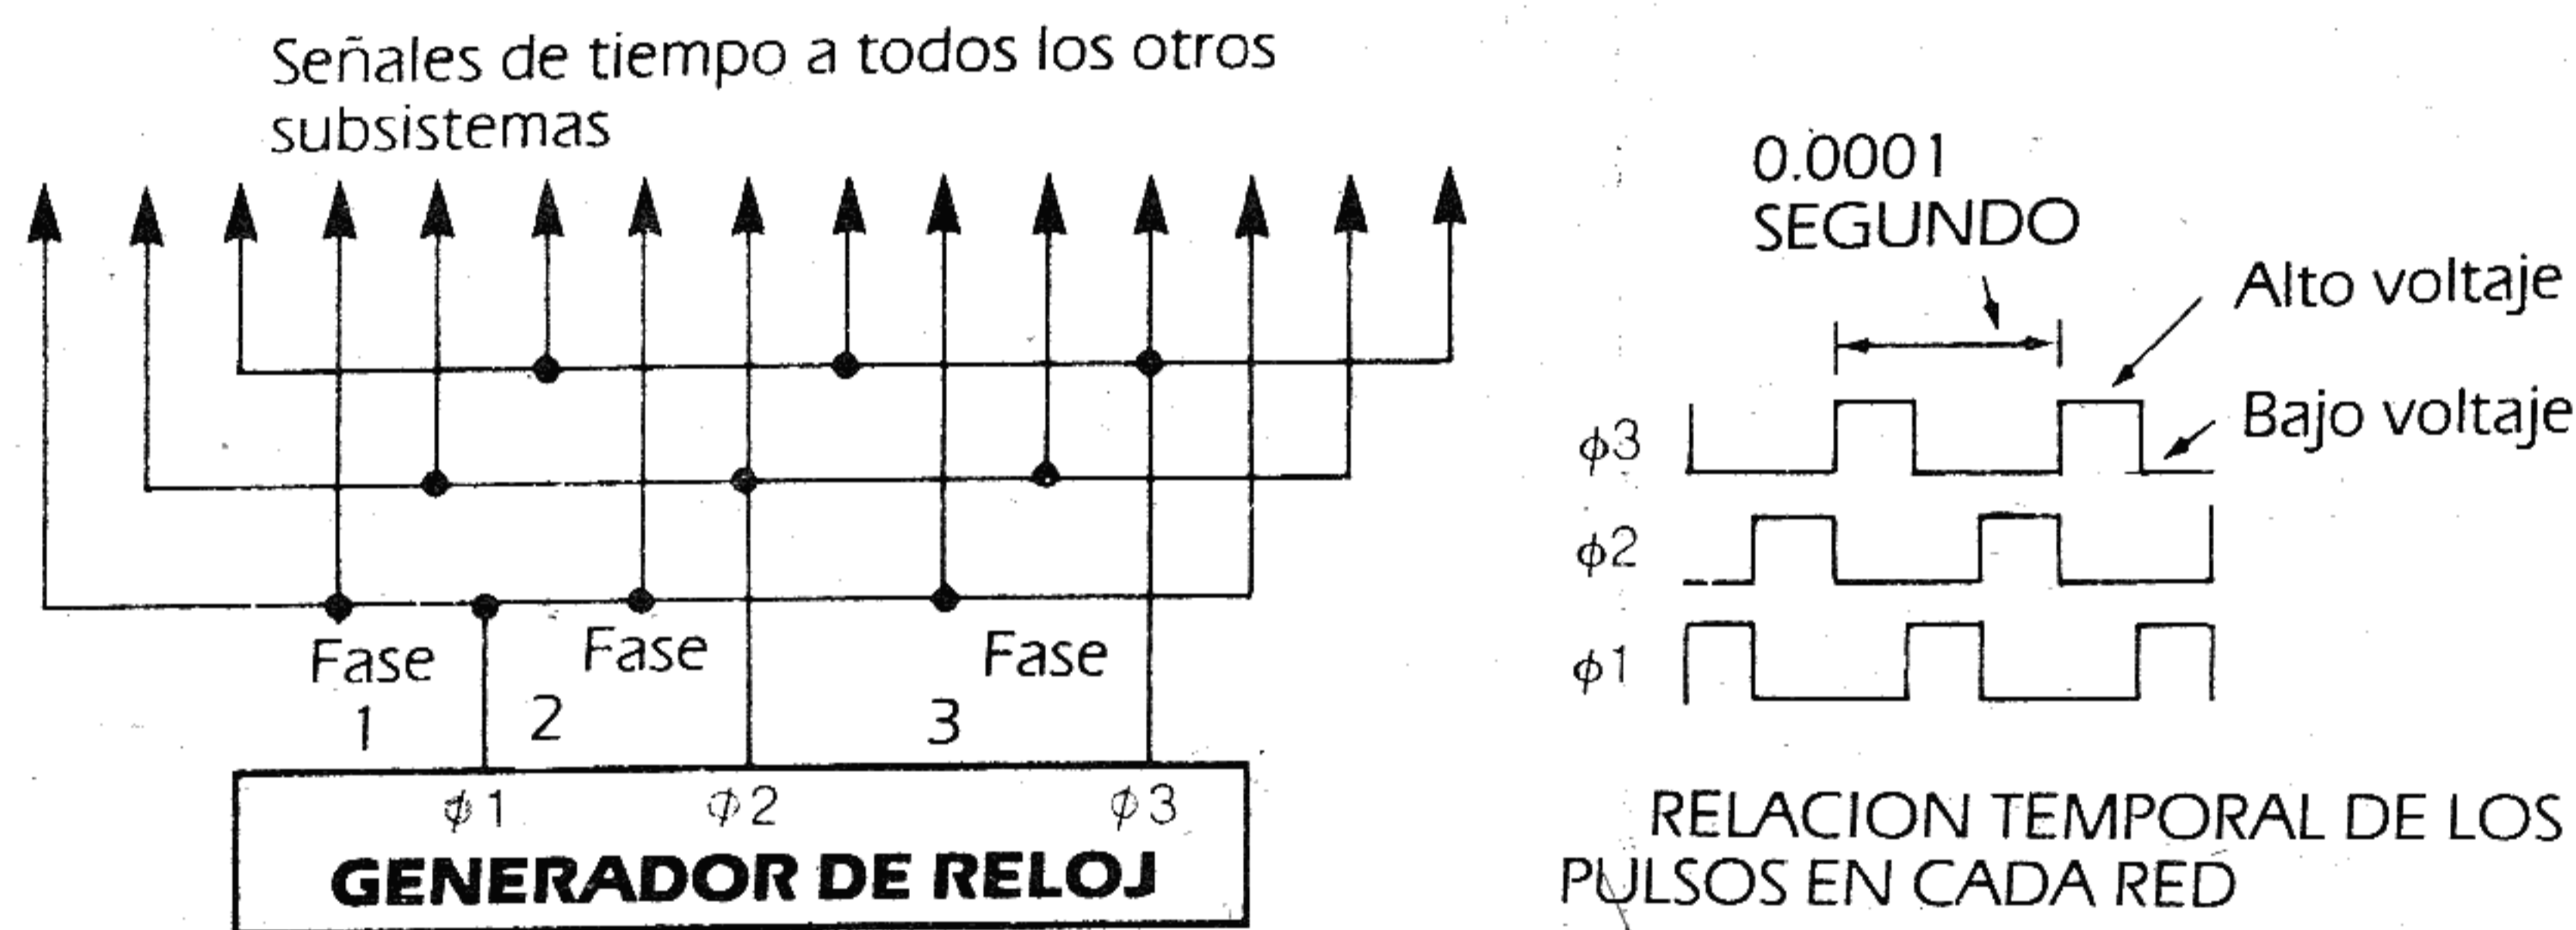 Señales de tiempo a todos los otros
subsistemas
Fase
1
Fase
2
Fase
3
ϕ1
ϕ2
ϕ3
GENERADOR DE RELOJ
0.0001
SEGUNDO
Alto voltaje
Bajo voltaje
ϕ3
ϕ2
ϕ1
RELACION TEMPORAL DE LOS
PULSOS EN CADA RED